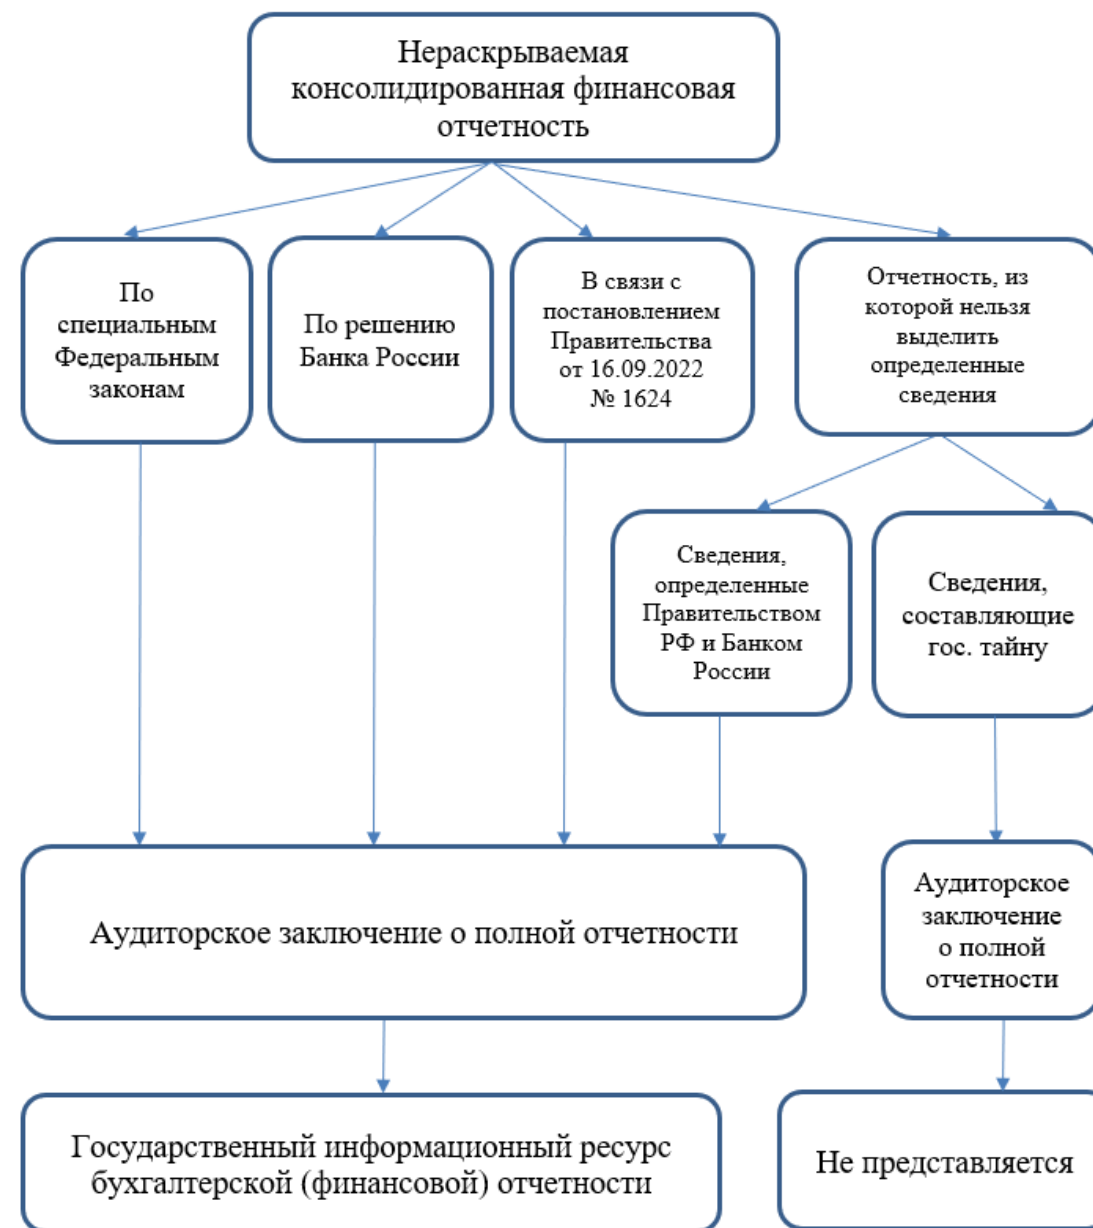 Нераскрываемая
консолидированная финансовая
отчетность
По
специальным
Федеральным
законам
По решению
Банка России
В связи с
постановлением
Правительства
от 16.09.2022
№ 1624
Отчетность, из
которой нельзя
выделить
определенные
сведения
Сведения,
определенные
Правительством
РФ и Банком
России
Сведения,
составляющие
гос. тайну
Аудиторское заключение о полной отчетности
Аудиторское
заключение
о полной
отчетности
Государственный информационный ресурс
бухгалтерской (финансовой) отчетности
Не представляется